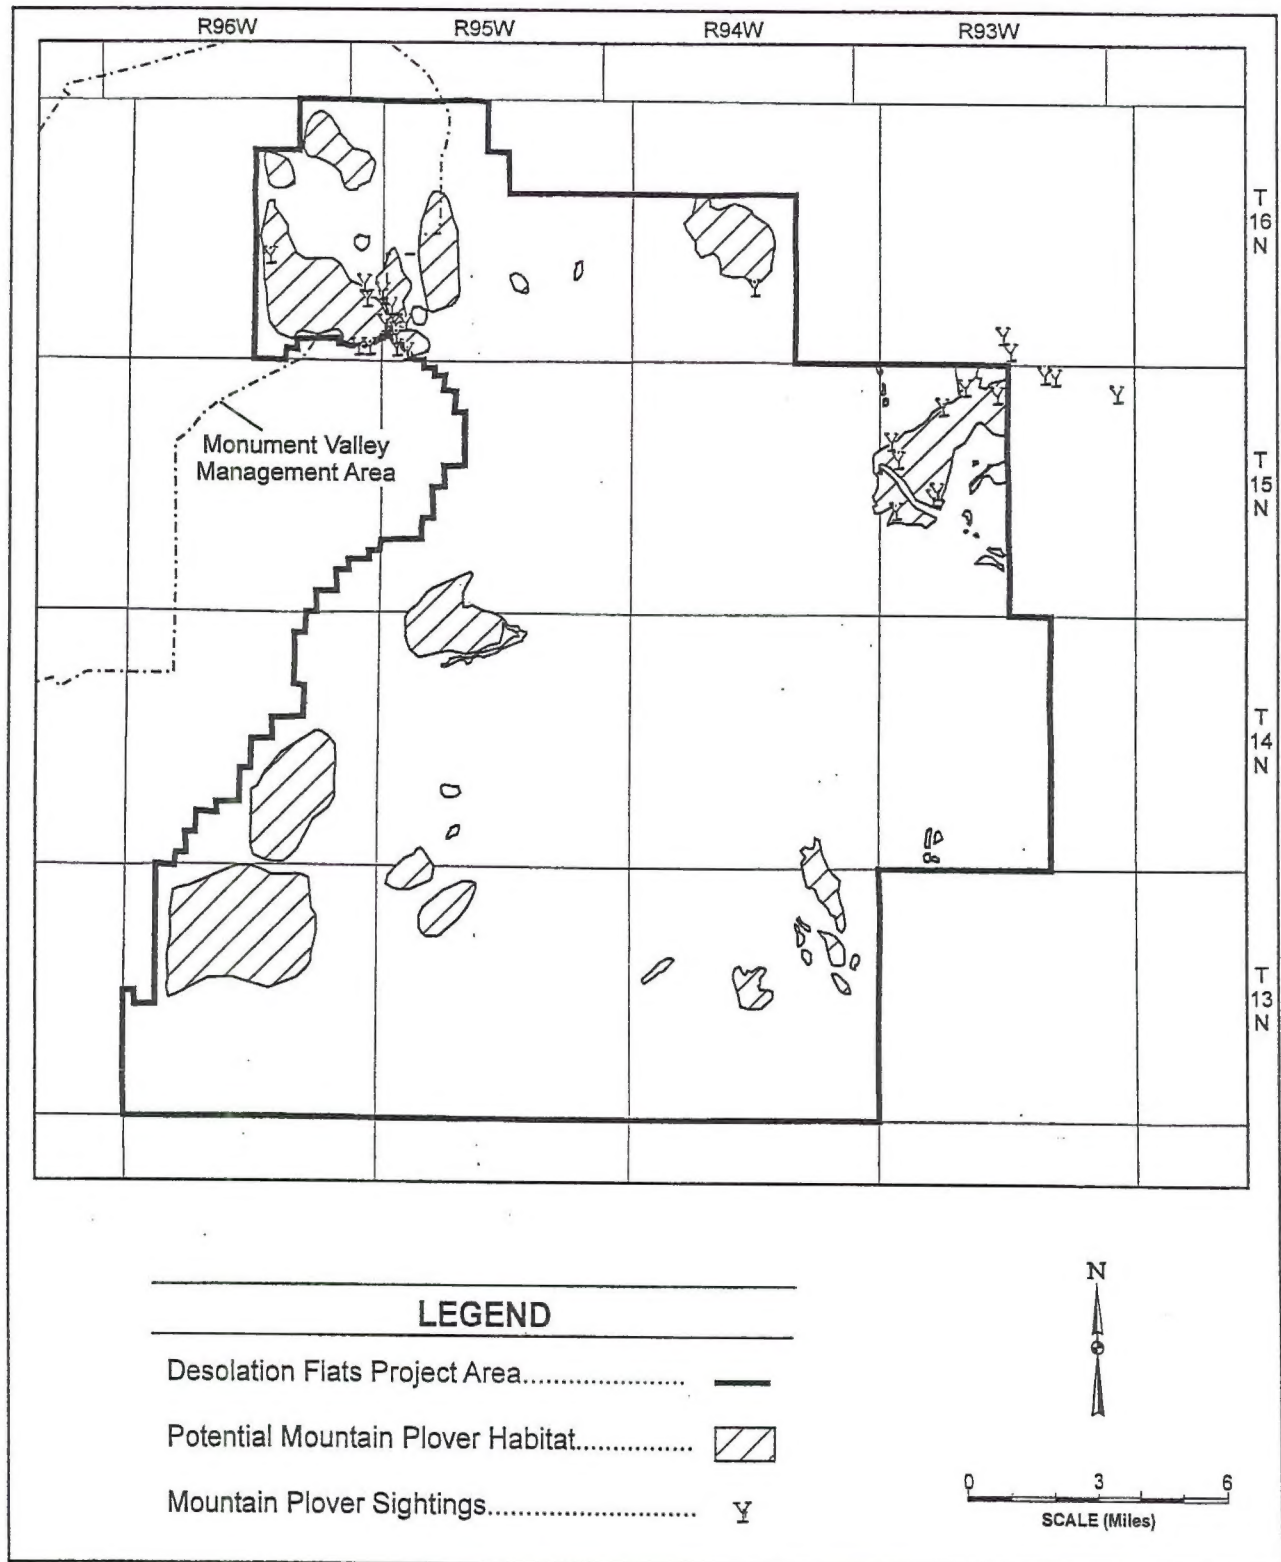 R96W R95W R94W R93W
T
16
N
Monument Valley
Management Area
T
15
N
T
14
N
T
13
N
LEGEND
Desolation Flats Project Area........................
Potential Mountain Plover Habitat................
Mountain Plover Sightings............................
N
0 3 6
SCALE (Miles)